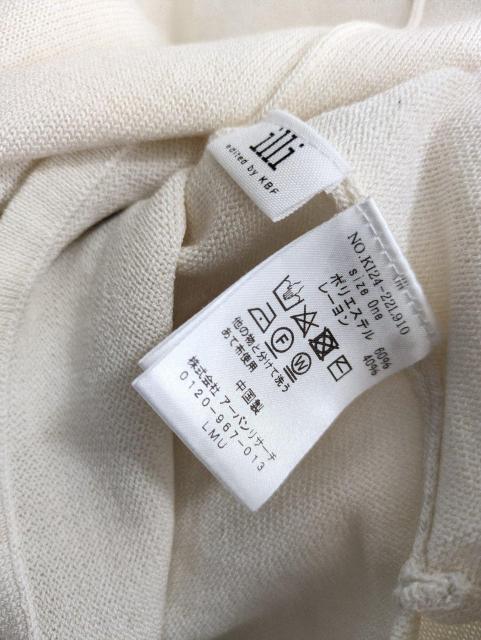 illi
edited by KBF
NO.KI24-22L910
size One
ポリエステル 60%
レーヨン 40%
F W
他の物と分けて洗う
あて布使用
中国製
株式会社 アーバンリサーチ
0120-967-013
LMU